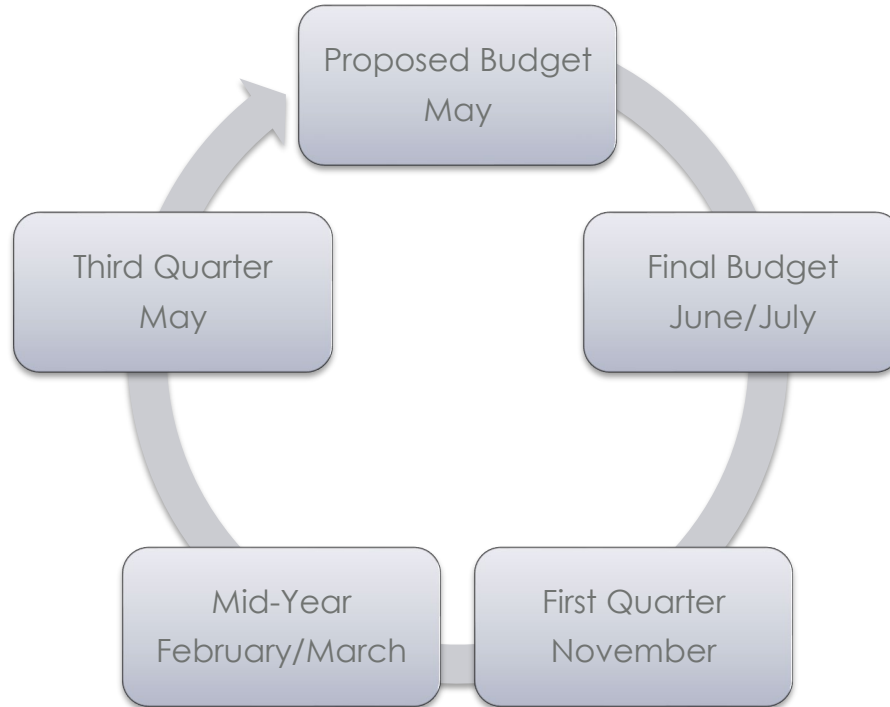 Proposed Budget
May
Final Budget
June/July
First Quarter
November
Mid-Year
February/March
Third Quarter
May